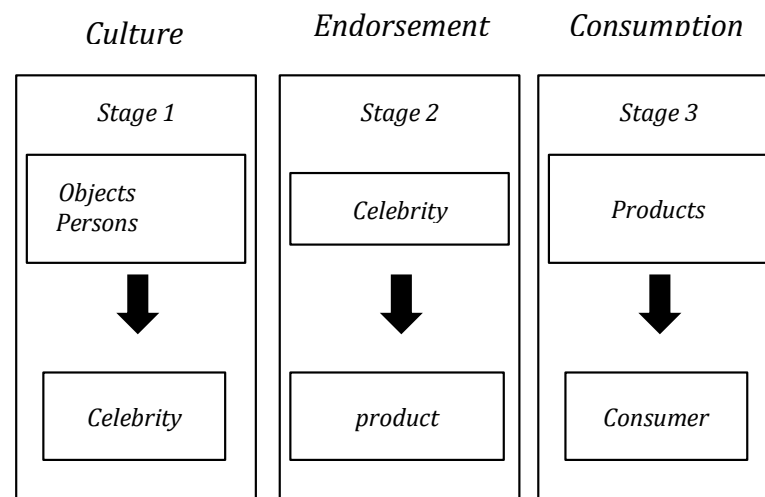 Culture
Endorsement
Consumption
Stage 1
Stage 2
Stage 3
Objects
Persons
Celebrity
Products
Celebrity
product
Consumer